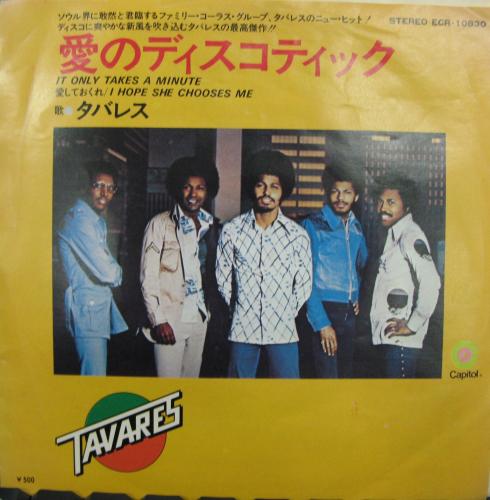 ソウル界に敢然と君臨するファミリー・コーラス・グループ、タバレスのニュー・ヒット!
ディスコに爽やかな新風を吹き込むタバレスの最高傑作!!
STEREO ECR-10830
愛のディスコティック
IT ONLY TAKES A MINUTE
愛しておくれ/I HOPE SHE CHOOSES ME
歌●タバレス
Capitol
TAVARES
¥500